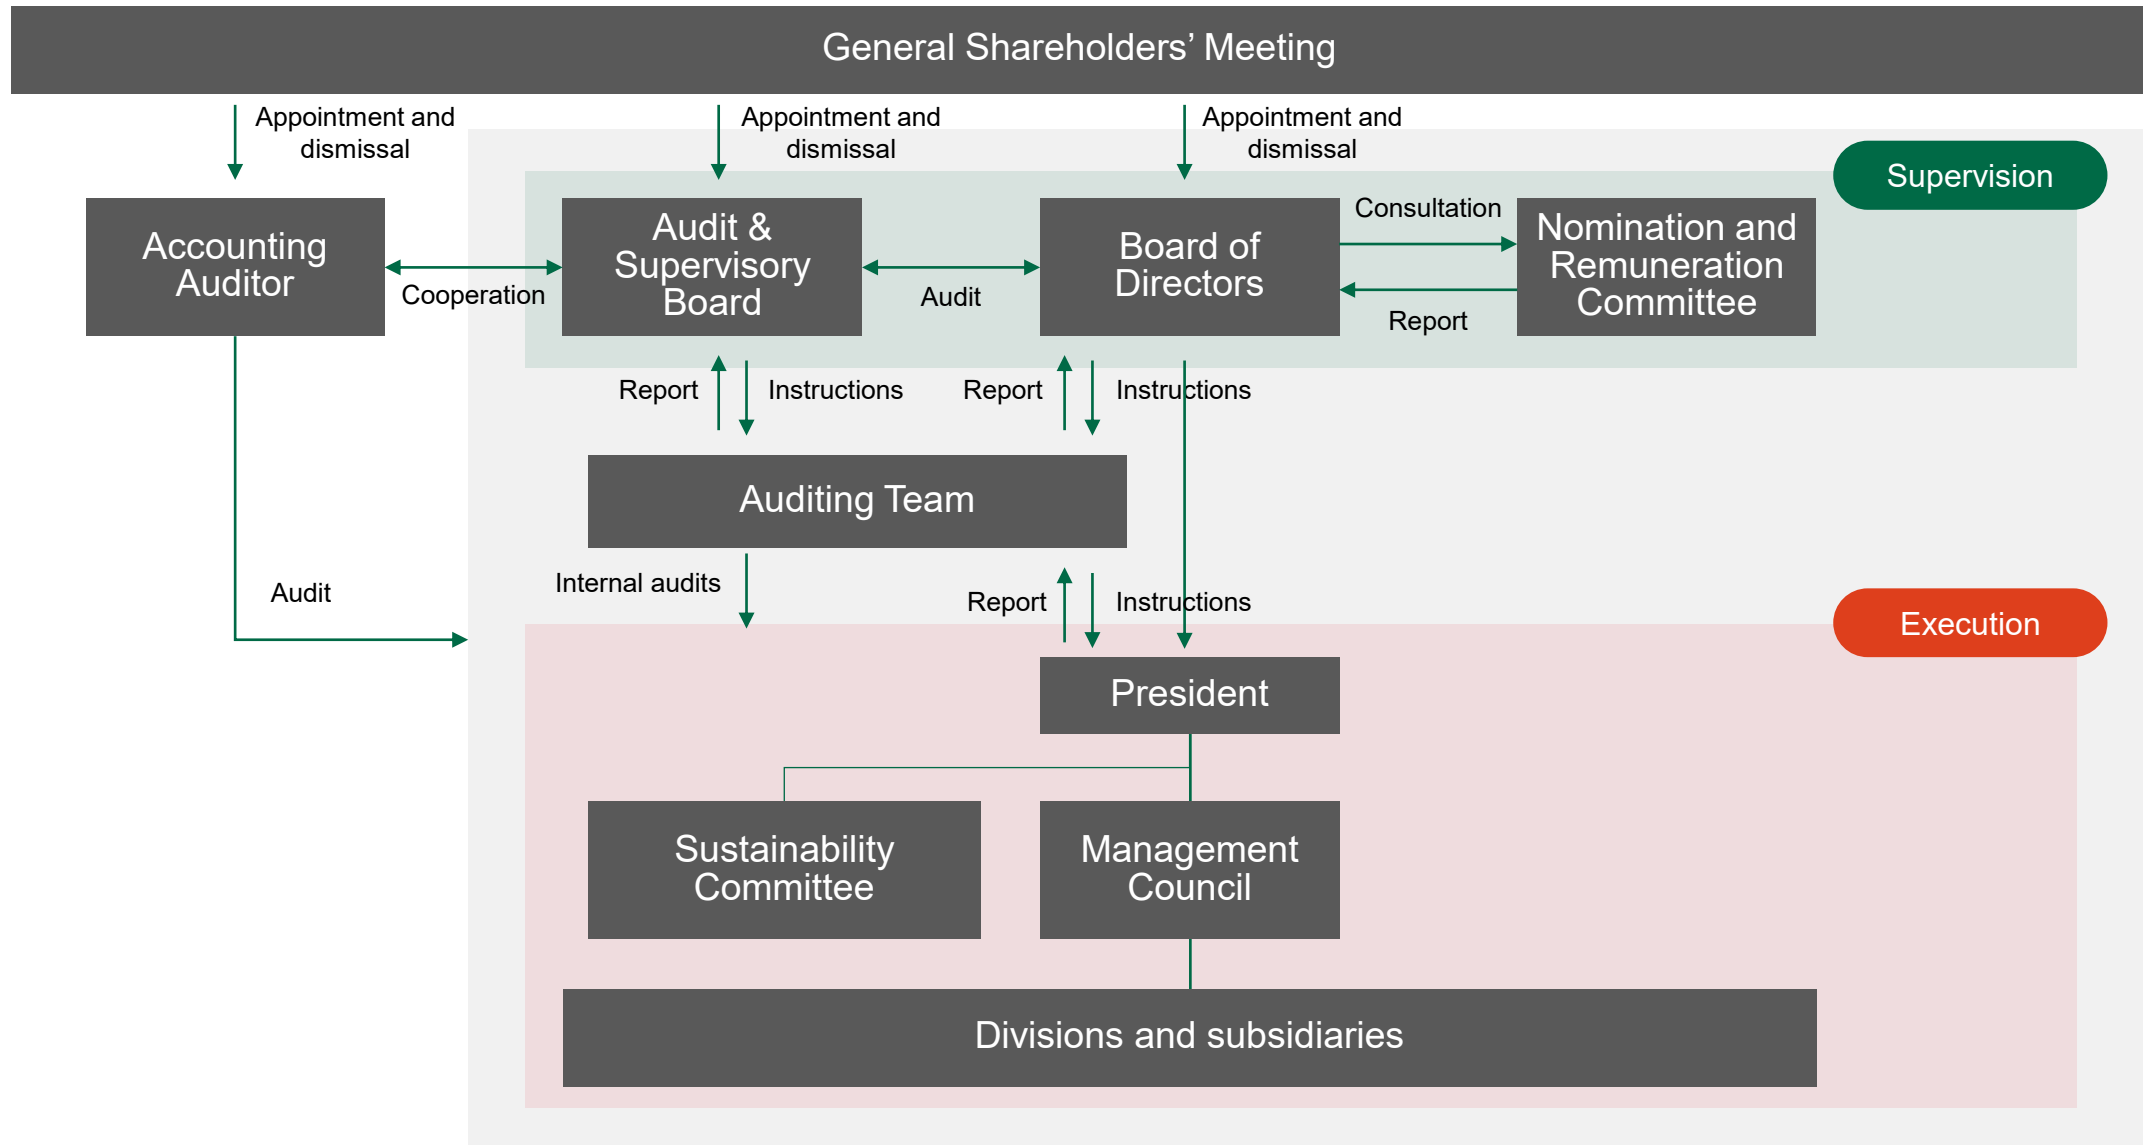 General Shareholders’ Meeting
Appointment and
dismissal
Appointment and
dismissal
Appointment and
dismissal
Supervision
Accounting
Auditor
Cooperation
Audit &
Supervisory
Board
Audit
Board of
Directors
Consultation
Report
Nomination and
Remuneration
Committee
Report
Instructions
Report
Instructions
Auditing Team
Audit
Internal audits
Report
Instructions
Execution
President
Sustainability
Committee
Management
Council
Divisions and subsidiaries